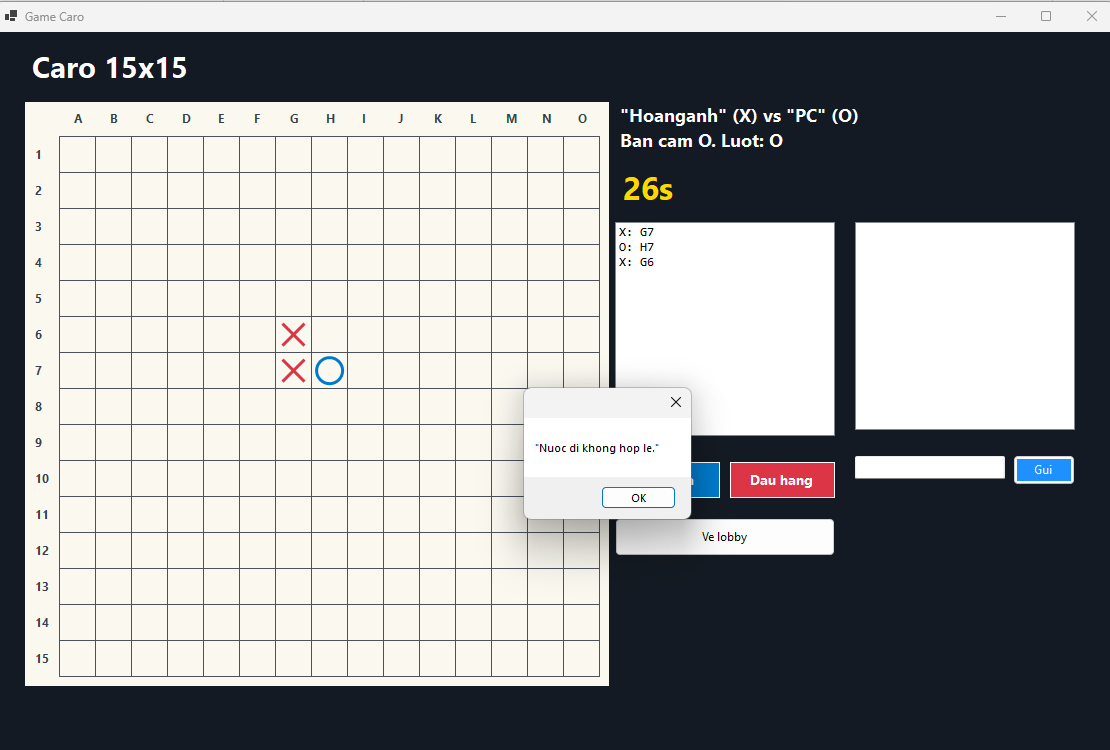 Game Caro
Caro 15x15
A B C D E F G H I J K L M N O
1
2
3
4
5
6
7
8
9
10
11
12
13
14
15
"Hoanganh" (X) vs "PC" (O)
Ban cam O. Luot: O
26s
X: G7
O: H7
X: G6
"Nuoc di khong hop le."
OK
Dau hang
Gui
Ve lobby